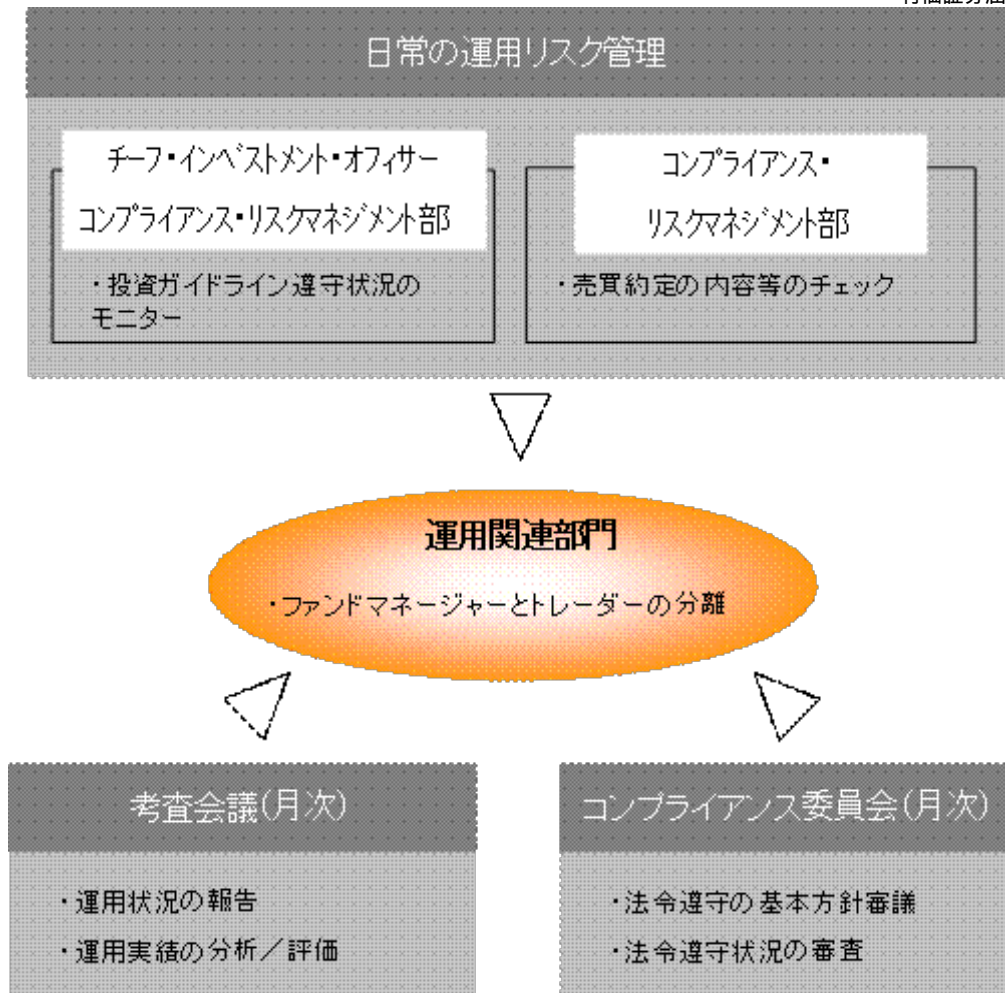 日常の運用リスク管理
チーフ・インベストメント・オフィサー
コンプライアンス・リスクマネジメント部
・投資ガイドライン遵守状況の
モニター
コンプライアンス・
リスクマネジメント部
・売買約定の内容等のチェック
運用関連部門
・ファンドマネージャーとトレーダーの分離
考査会議(月次)
・運用状況の報告
・運用実績の分析／評価
コンプライアンス委員会(月次)
・法令遵守の基本方針審議
・法令遵守状況の審査